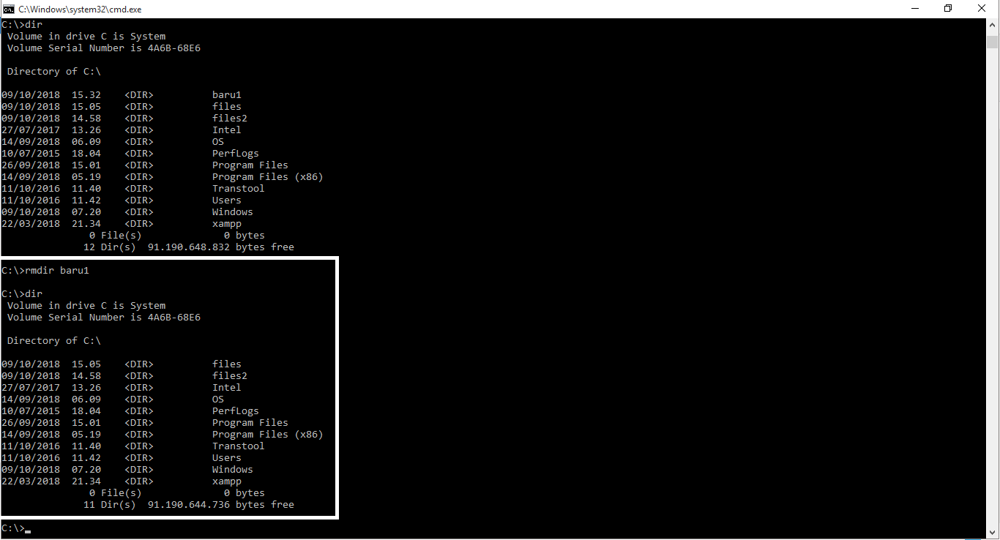 C:\Windows\system32\cmd.exe
C:\>dir
 Volume in drive C is System
 Volume Serial Number is 4A6B-68E6
 Directory of C:\
09/10/2018  15.32    <DIR>          baru1
09/10/2018  15.05    <DIR>          files
09/10/2018  14.58    <DIR>          files2
27/07/2017  13.26    <DIR>          Intel
14/09/2018  06.09    <DIR>          OS
10/07/2015  18.04    <DIR>          PerfLogs
26/09/2018  15.01    <DIR>          Program Files
14/09/2018  05.19    <DIR>          Program Files (x86)
11/10/2016  11.40    <DIR>          Transtool
11/10/2016  11.42    <DIR>          Users
09/10/2018  07.20    <DIR>          Windows
22/03/2018  21.34    <DIR>          xampp
               0 File(s)              0 bytes
              12 Dir(s)  91.190.648.832 bytes free
C:\>rmdir baru1
C:\>dir
 Volume in drive C is System
 Volume Serial Number is 4A6B-68E6
 Directory of C:\
09/10/2018  15.05    <DIR>          files
09/10/2018  14.58    <DIR>          files2
27/07/2017  13.26    <DIR>          Intel
14/09/2018  06.09    <DIR>          OS
10/07/2015  18.04    <DIR>          PerfLogs
26/09/2018  15.01    <DIR>          Program Files
14/09/2018  05.19    <DIR>          Program Files (x86)
11/10/2016  11.40    <DIR>          Transtool
11/10/2016  11.42    <DIR>          Users
09/10/2018  07.20    <DIR>          Windows
22/03/2018  21.34    <DIR>          xampp
               0 File(s)              0 bytes
              11 Dir(s)  91.190.644.736 bytes free
C:\>_